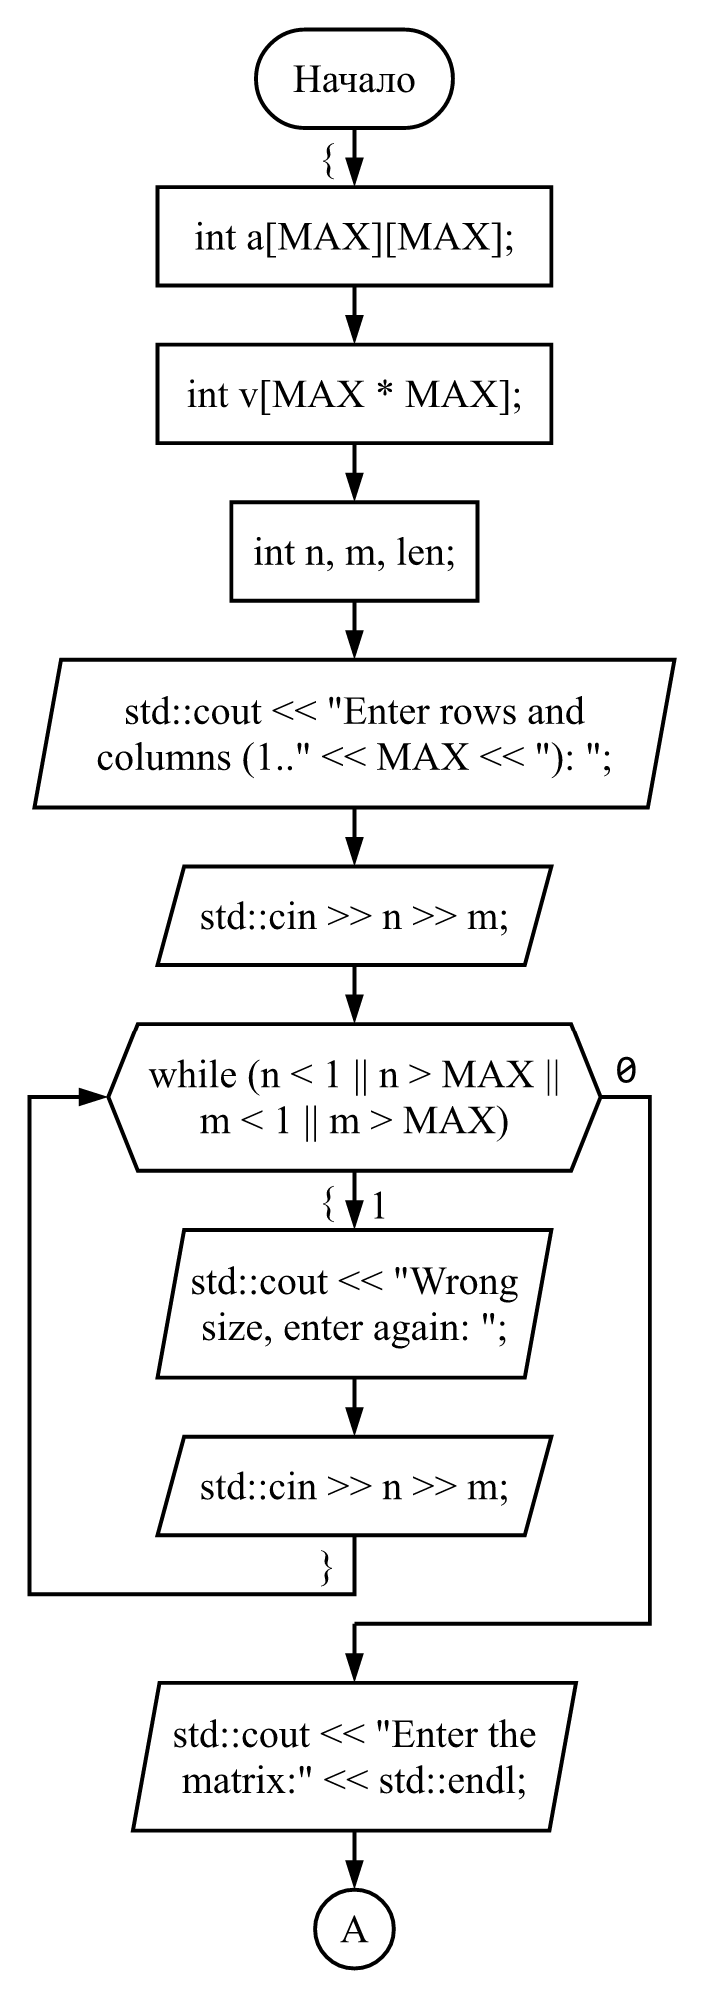 Начало
{
int a[MAX][MAX];
int v[MAX * MAX];
int n, m, len;
std::cout << "Enter rows and
columns (1.." << MAX << "): ";
std::cin >> n >> m;
while (n < 1 || n > MAX ||
m < 1 || m > MAX)
0
{ 1
std::cout << "Wrong
size, enter again: ";
std::cin >> n >> m;
}
std::cout << "Enter the
matrix:" << std::endl;
A